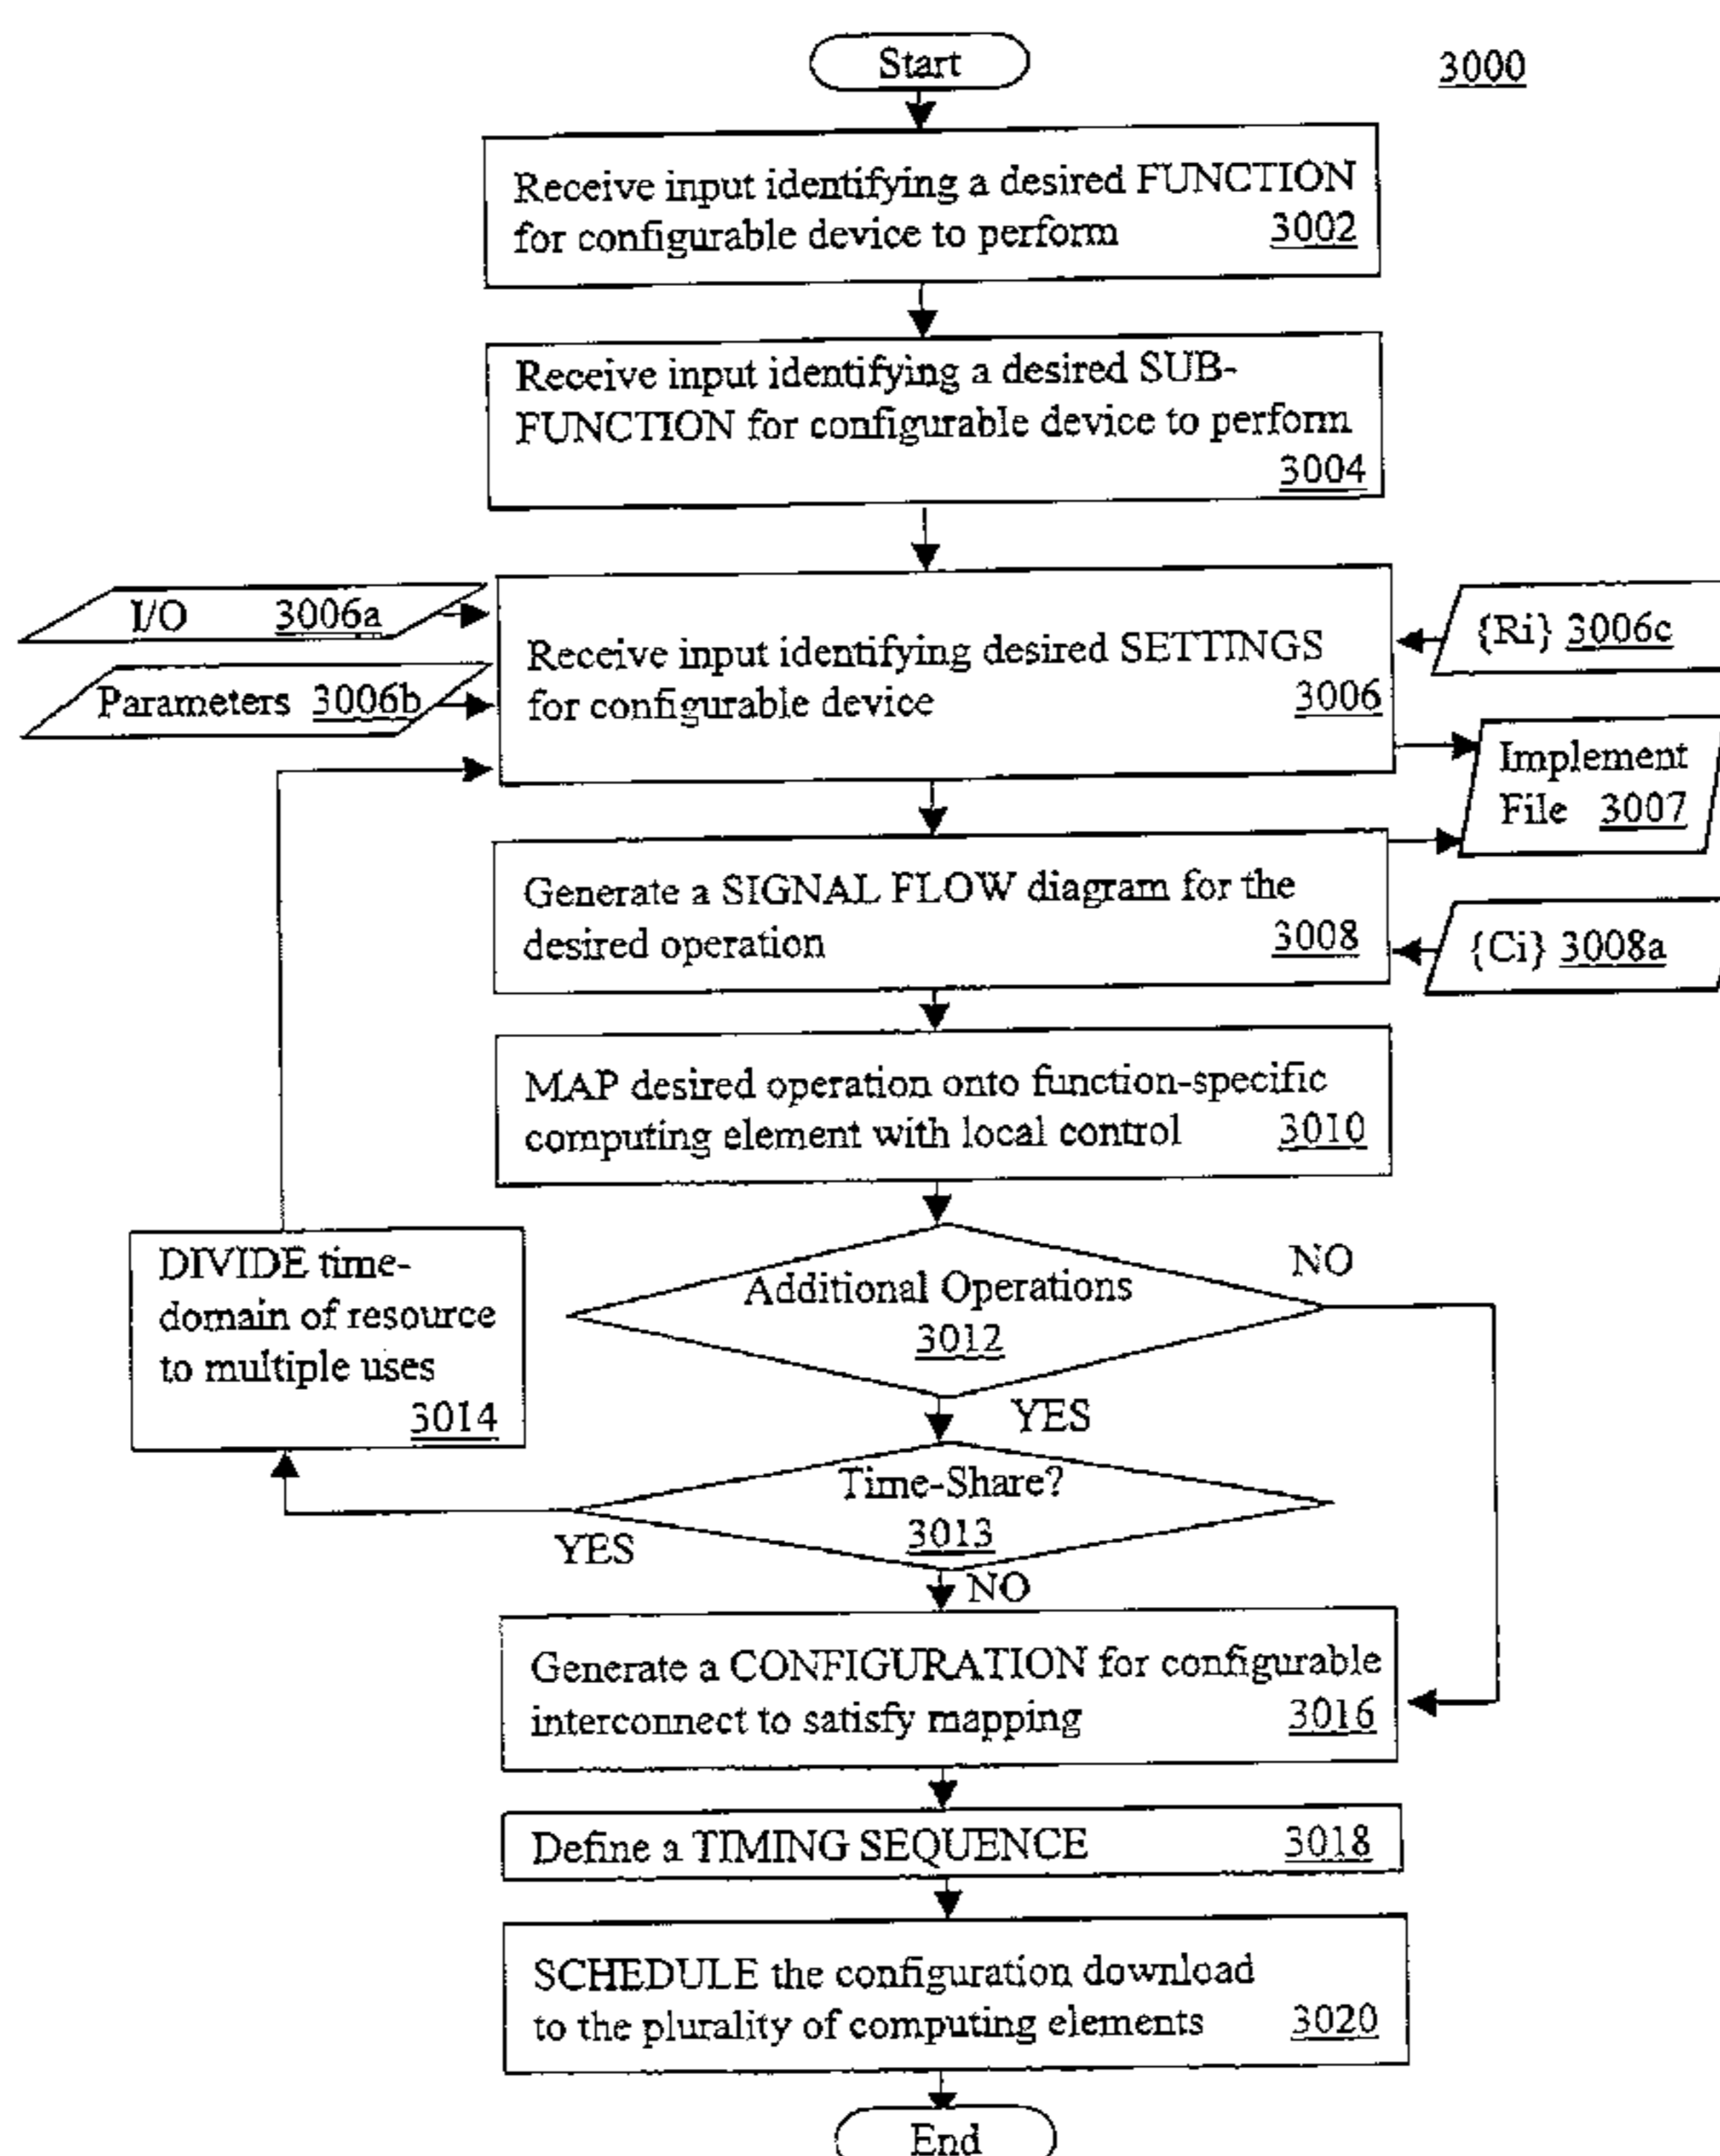 Start
3000
Receive input identifying a desired FUNCTION
for configurable device to perform 3002
Receive input identifying a desired SUB-
FUNCTION for configurable device to perform
3004
I/O 3006a
Parameters 3006b
Receive input identifying desired SETTINGS
for configurable device 3006
{Ri} 3006c
Implement
File 3007
Generate a SIGNAL FLOW diagram for the
desired operation 3008
{Ci} 3008a
MAP desired operation onto function-specific
computing element with local control 3010
Additional Operations
3012
NO
YES
DIVIDE time-
domain of resource
to multiple uses
3014
Time-Share?
3013
YES
NO
Generate a CONFIGURATION for configurable
interconnect to satisfy mapping 3016
Define a TIMING SEQUENCE 3018
SCHEDULE the configuration download
to the plurality of computing elements 3020
End